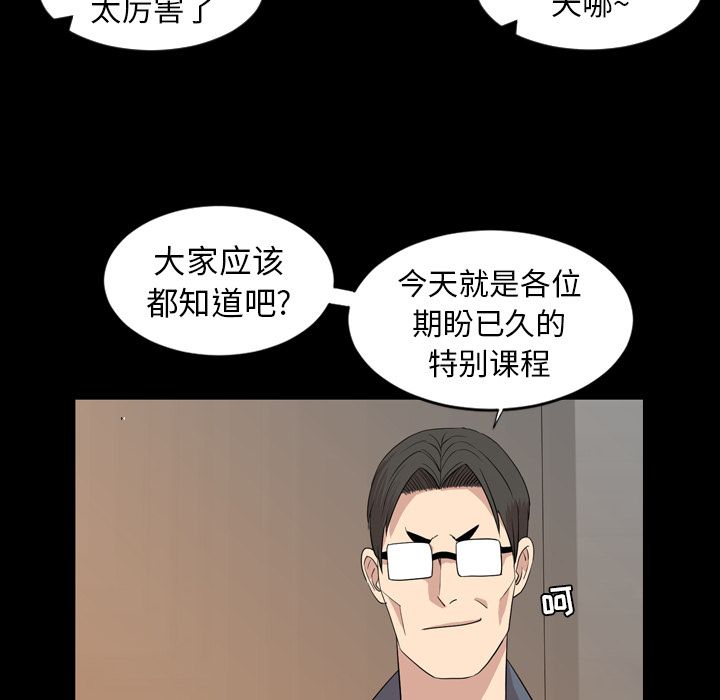 太厉害了
天哪~
大家应该
都知道吧?
今天就是各位
期盼已久的
特别课程
呵